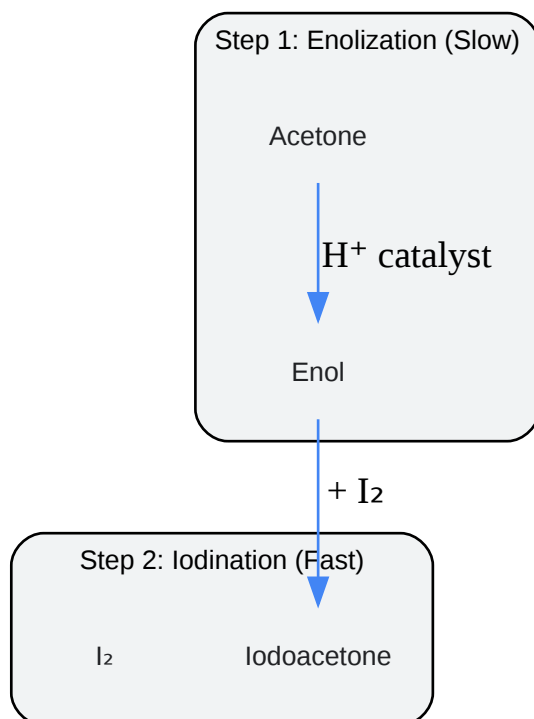 Step 1: Enolization (Slow)
Acetone
H⁺ catalyst
Enol
+ I₂
Step 2: Iodination (Fast)
I₂ Iodoacetone